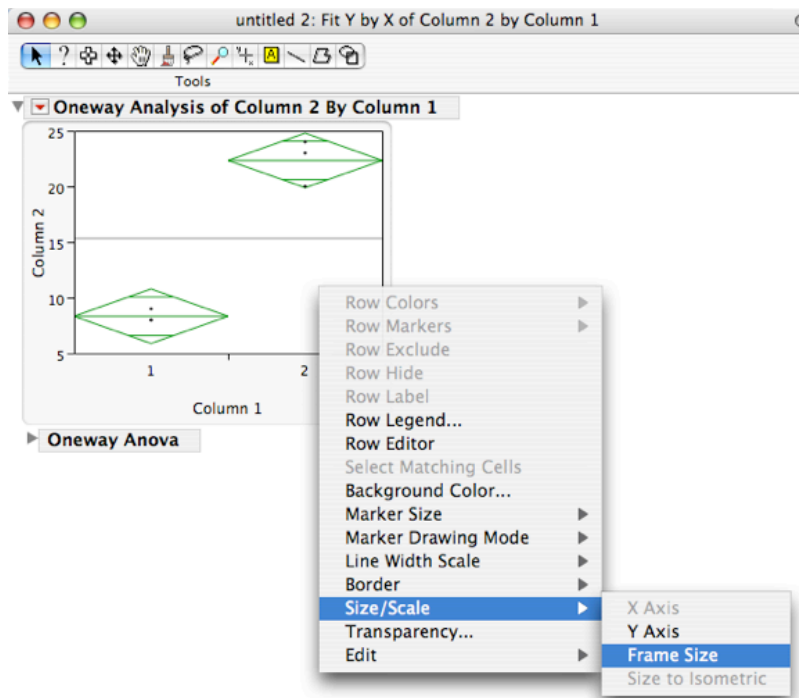 untitled 2: Fit Y by X of Column 2 by Column 1
?
A
Tools
Oneway Analysis of Column 2 By Column 1
25
20
15
10
5
Column 2
1
2
Column 1
Oneway Anova
Row Colors
Row Markers
Row Exclude
Row Hide
Row Label
Row Legend...
Row Editor
Select Matching Cells
Background Color...
Marker Size
Marker Drawing Mode
Line Width Scale
Border
Size/Scale
Transparency...
Edit
X Axis
Y Axis
Frame Size
Size to Isometric